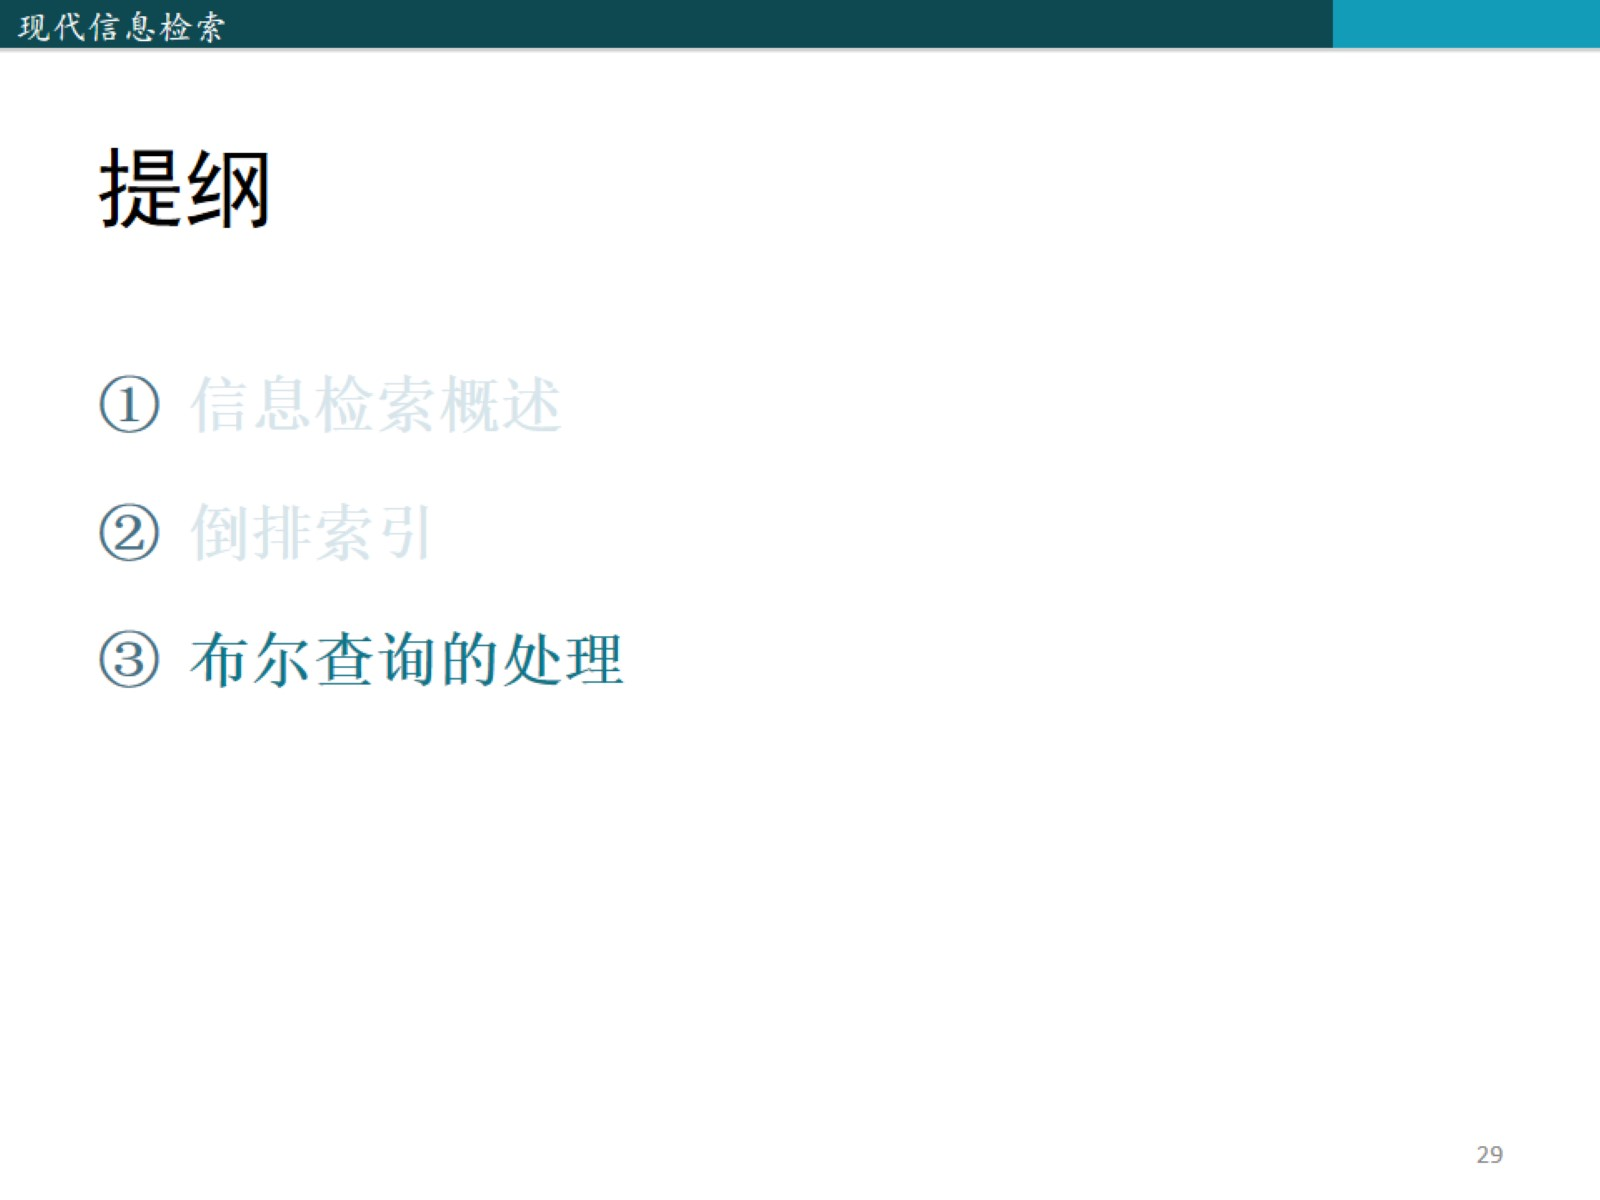 现代信息检索
提纲
① 信息检索概述
② 倒排索引
③ 布尔查询的处理
29